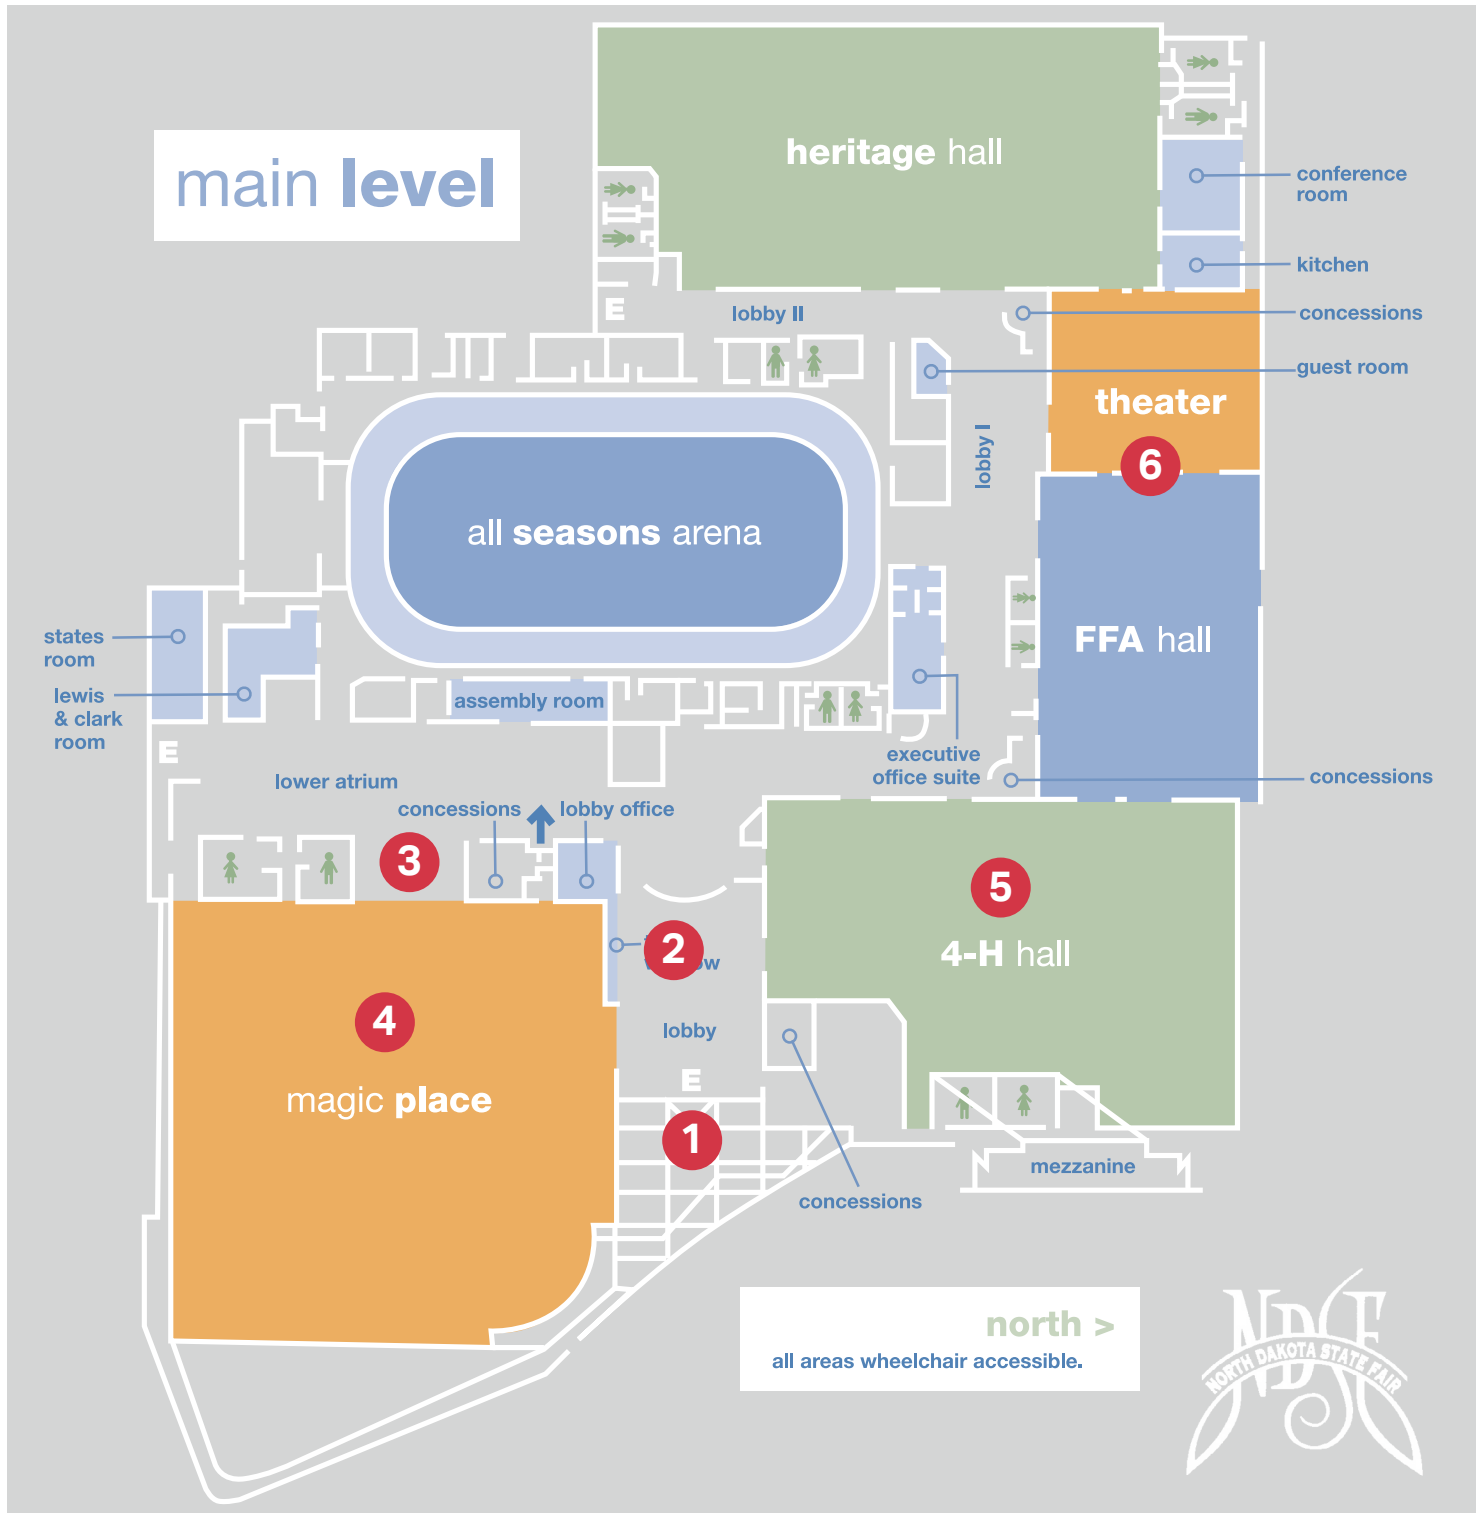 main level
heritage hall
conference
room
kitchen
concessions
guest room
E
lobby II
lobby I
theater
6
all seasons arena
FFA hall
states
room
lewis
& clark
room
assembly room
executive
office suite
concessions
E
lower atrium
concessions
lobby office
3
5
4-H hall
2
lobby
E
4
magic place
1
concessions
mezzanine
north >
all areas wheelchair accessible.
NDSF
NORTH DAKOTA STATE FAIR